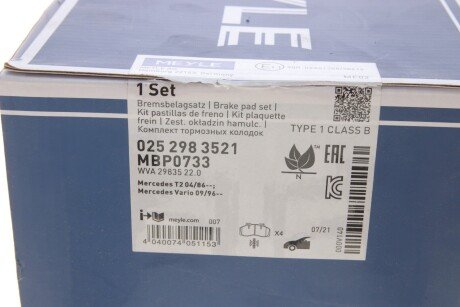 MEYLE
1 Set
Bremsbelagsatz | Brake pad set |
Kit pastillas de freno | Kit plaquette
frein | Zest. okładzin hamulc. |
Комплект тормозных колодок
TYPE 1 CLASS B
025 298 3521
MBP0733
WVA 29835 22.0
Mercedes T2 04/86--;
Mercedes Vario 09/96--
N
EAC
meyle.com
007
x4
07/21
4 040074 051153